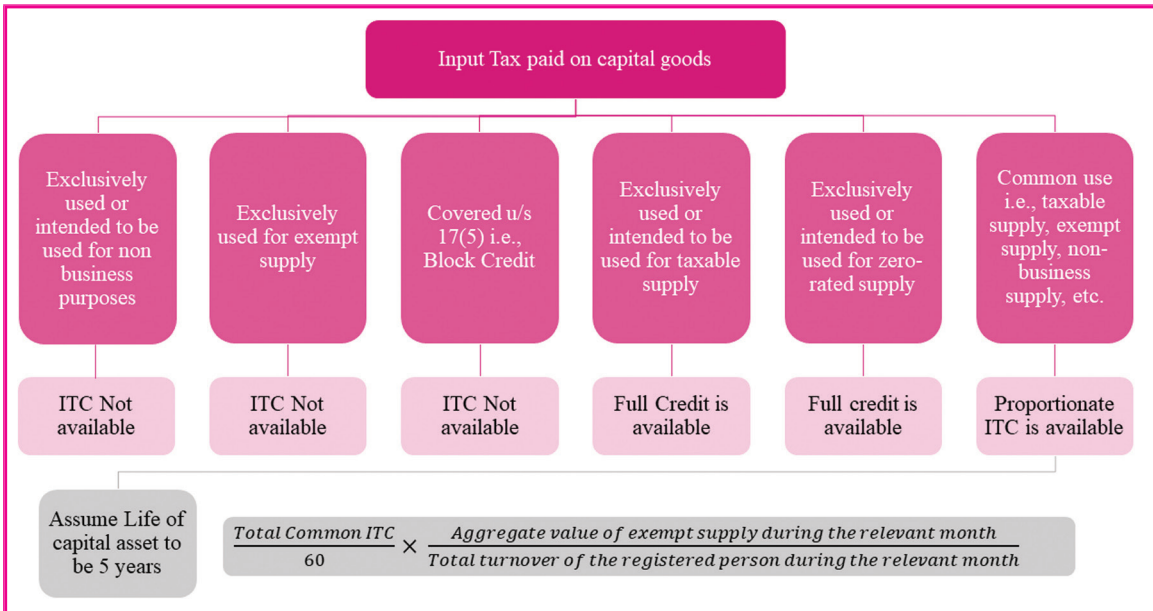 Input Tax paid on capital goods
Exclusively
used or
intended to be
used for non
business
purposes
Exclusively
used for exempt
supply
Covered u/s
17(5) i.e.,
Block Credit
Exclusively
used or
intended to be
used for taxable
supply
Exclusively
used or
intended to be
used for zero-
rated supply
Common use
i.e., taxable
supply, exempt
supply, non-
business
supply, etc.
ITC Not
available
ITC Not
available
ITC Not
available
Full Credit is
available
Full credit is
available
Proportionate
ITC is available
Assume Life of
capital asset to
be 5 years
Total Common ITC
60
×
Aggregate value of exempt supply during the relevant month
Total turnover of the registered person during the relevant month